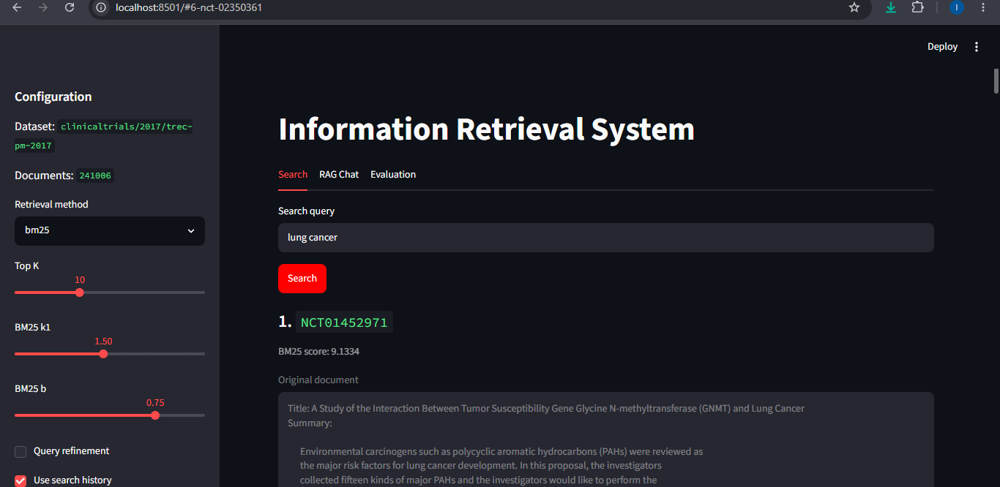 localhost:8501/#6-nct-02350361
I
Deploy
Configuration
Dataset: clinicaltrials/2017/trec-
pm-2017
Documents: 241006
Retrieval method
bm25
Top K
10
BM25 k1
1.50
BM25 b
0.75
Query refinement
Use search history
Information Retrieval System
Search RAG Chat Evaluation
Search query
lung cancer
Search
1. NCT01452971
BM25 score: 9.1334
Original document
Title: A Study of the Interaction Between Tumor Susceptibility Gene Glycine N-methyltransferase (GNMT) and Lung Cancer
Summary:
Environmental carcinogens such as polycyclic aromatic hydrocarbons (PAHs) were reviewed as
the major risk factors for lung cancer development. In this proposal, the investigators
collected fifteen kinds of major PAHs and the investigators would like to perform the